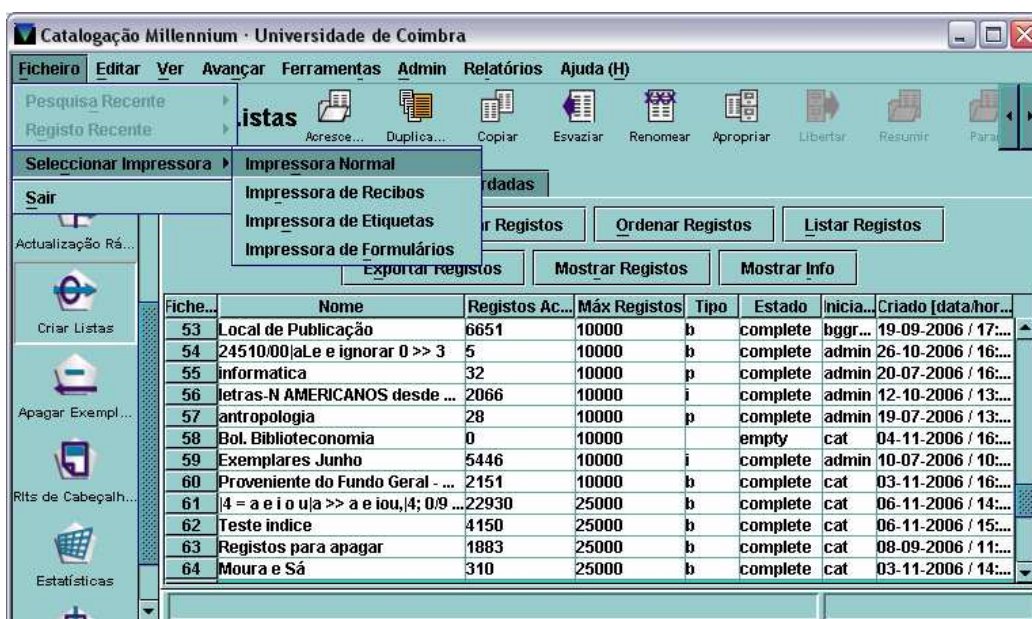 Catalogação Millennium · Universidade de Coimbra
Ficheiro Editar Ver Avançar Ferramentas Admin Relatórios Ajuda (H)
Pesquisa Recente
Registo Recente
Seleccionar Impressora
Sair
Impressora Normal
Impressora de Recibos
Impressora de Etiquetas
Impressora de Formulários
.istas
Acresce... Duplica... Copiar Esvaziar Renomear Apropriar Libertar Resumir Para
rdadas
r Registos Ordenar Registos Listar Registos
Exportar Registos Mostrar Registos Mostrar Info
Actualização Rá...
Criar Listas
Apagar Exempl...
Rlts de Cabeçalh...
Estatísticas
Fiche... Nome Registos Ac... Máx Registos Tipo Estado Inicia... Criado [data/hor...
53 Local de Publicação 6651 10000 b complete bggr... 19-09-2006 / 17:...
54 24510/00|aLe e ignorar 0 >> 3 5 10000 b complete admin 26-10-2006 / 16:...
55 informatica 32 10000 p complete admin 20-07-2006 / 16:...
56 letras-N AMERICANOS desde ... 2066 10000 i complete admin 12-10-2006 / 13:...
57 antropologia 28 10000 p complete admin 19-07-2006 / 13:...
58 Bol. Biblioteconomia 0 10000 empty cat 04-11-2006 / 16:...
59 Exemplares Junho 5446 10000 i complete admin 10-07-2006 / 10:...
60 Proveniente do Fundo Geral - ... 2151 10000 b complete cat 03-11-2006 / 16:...
61 |4 = a e i o u|a >> a e iou,|4; 0/9 ... 22930 25000 b complete cat 06-11-2006 / 14:...
62 Teste indice 4150 25000 b complete cat 06-11-2006 / 15:...
63 Registos para apagar 1883 25000 b complete cat 08-09-2006 / 11:...
64 Moura e Sá 310 25000 b complete cat 03-11-2006 / 14:...